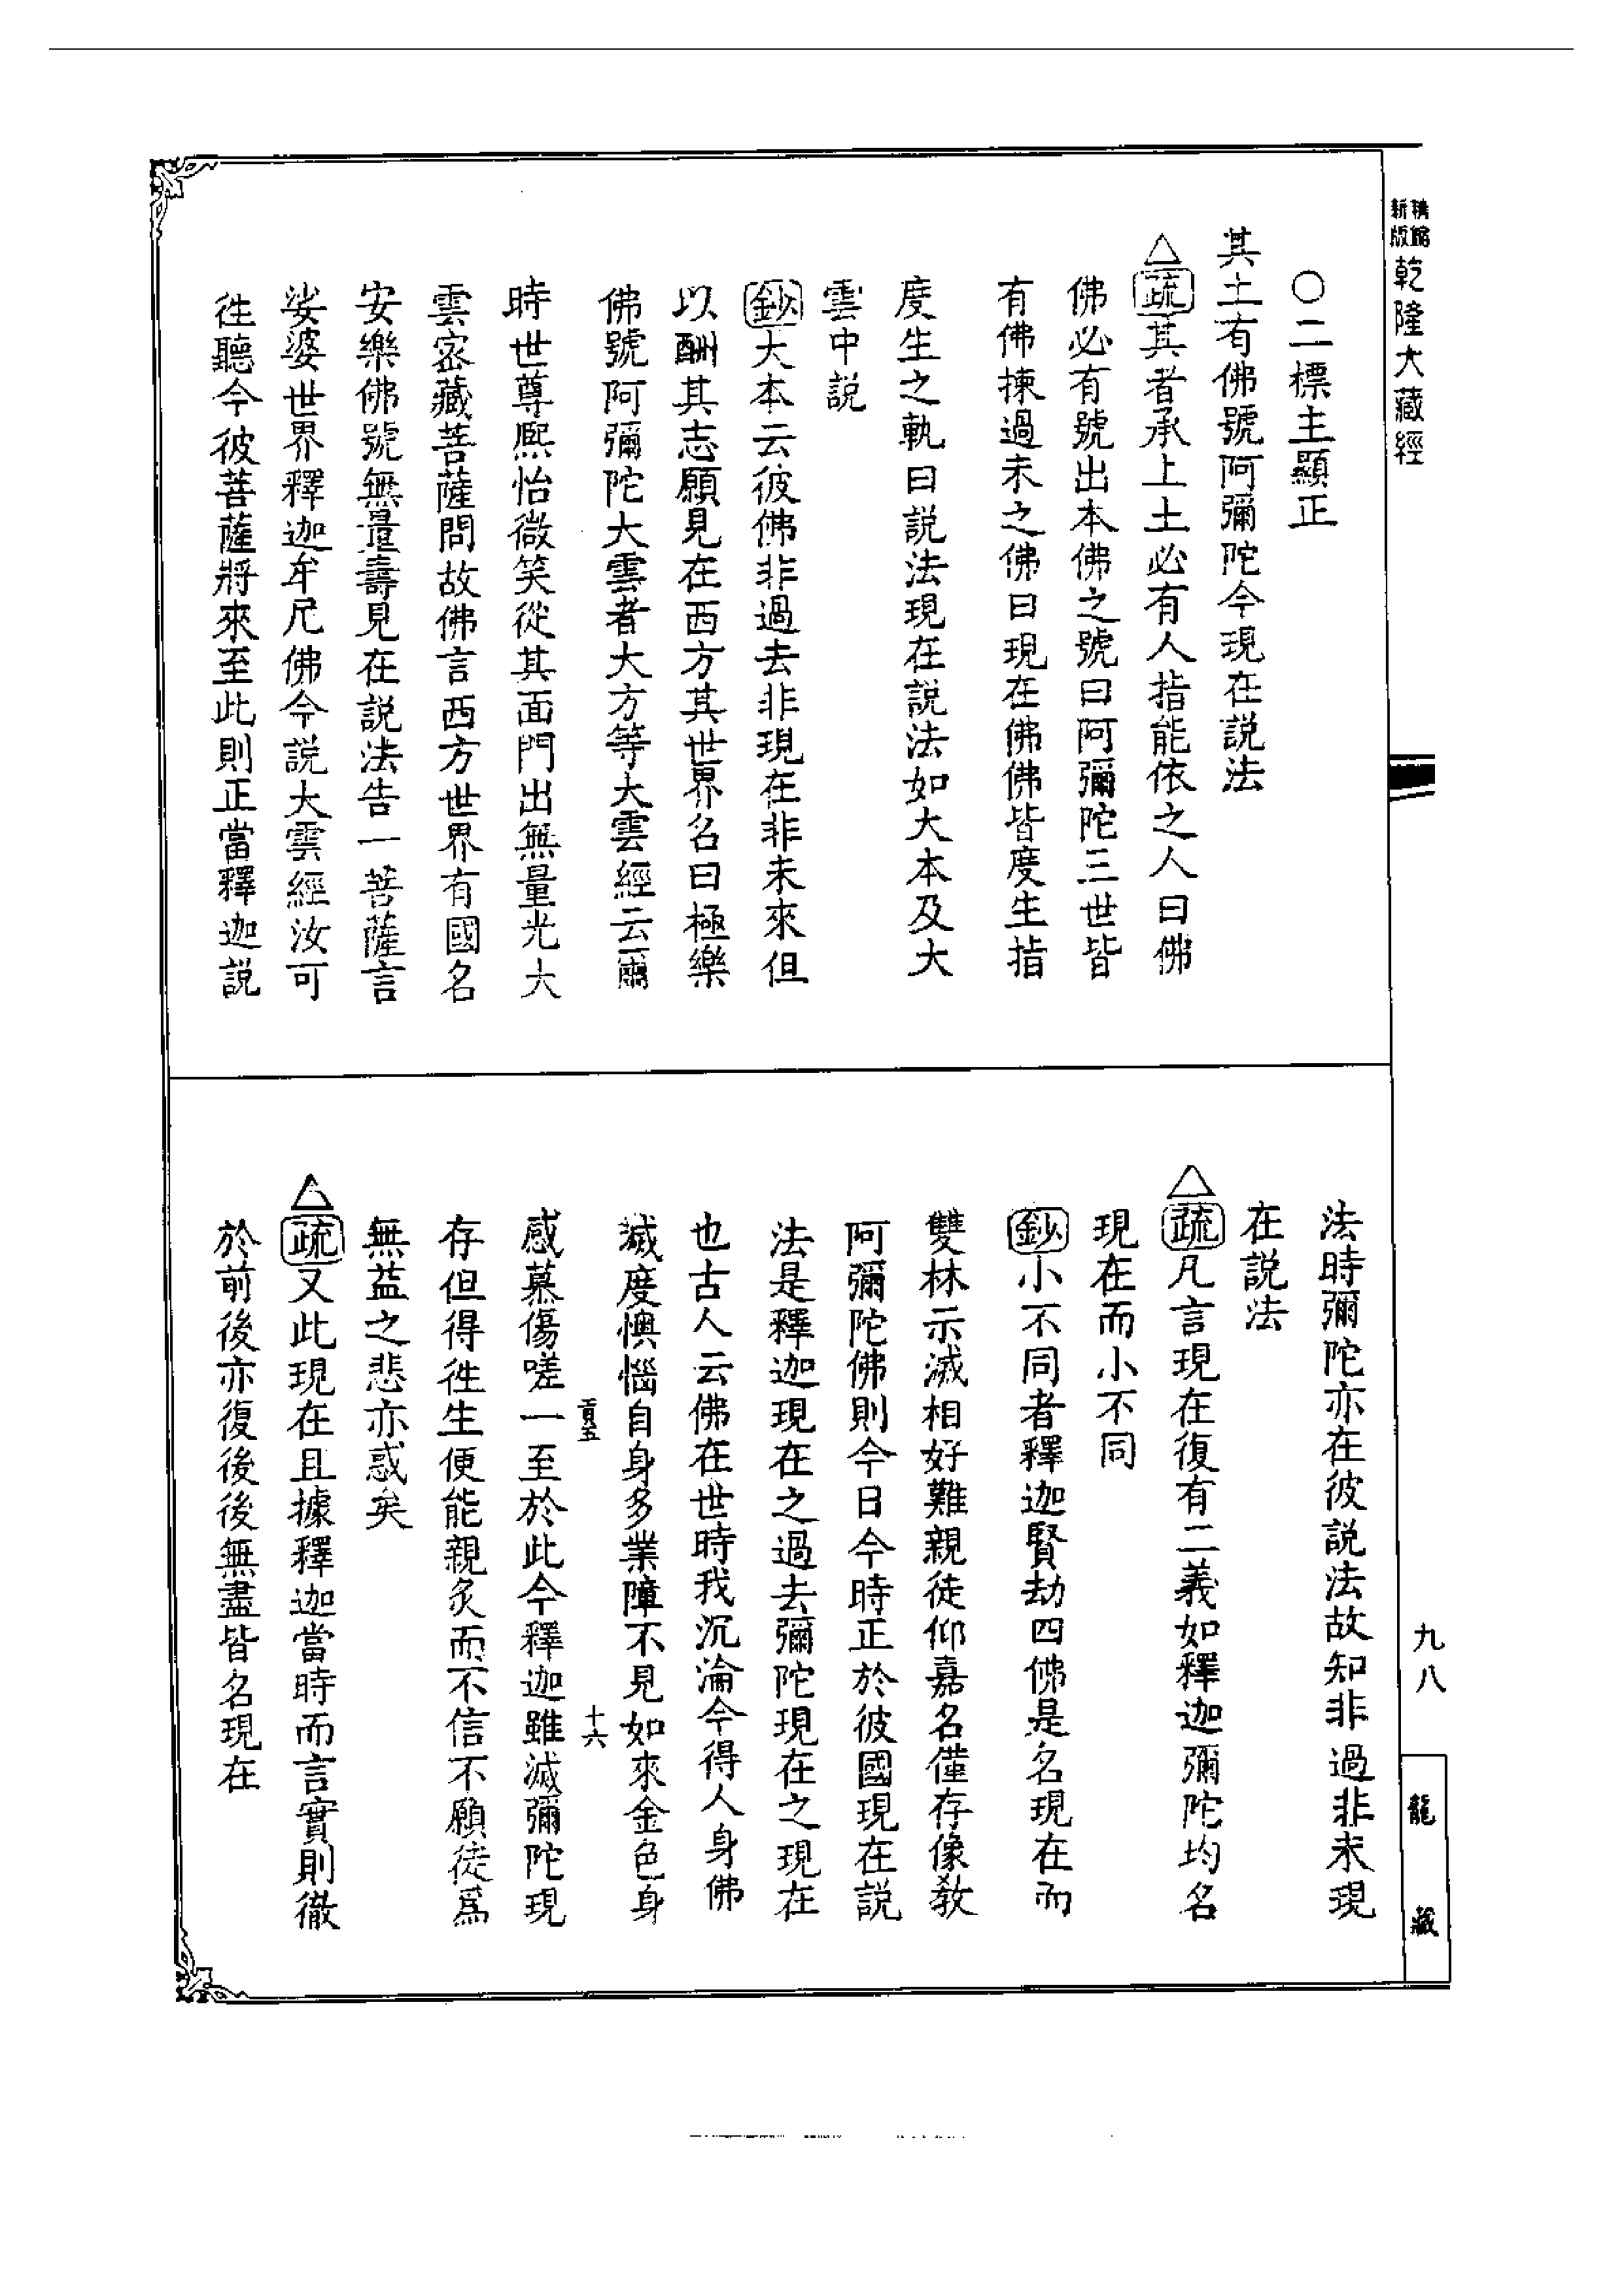 新編
新版
乾隆大藏經
○二標主顯正
其土有佛號阿彌陀今現在説法
△疏其者承上土必有人指能依之人曰佛
佛必有號出本佛之號曰阿彌陀三世皆
有佛揀過未之佛曰現在佛佛皆度生指
度生之軌曰説法現在説法如大本及大
雲中説
鈔大本云彼佛非過去非現在非未來但
以酬其志願見在西方其世界名曰極樂
佛號阿彌陀大雲者大方等大雲經云爾
時世尊熙怡微笑從其面門出無量光大
雲密藏菩薩問故佛言西方世界有國名
安樂佛號無量壽見在説法告一菩薩言
娑婆世界釋迦牟尼佛今説大雲經汝可
徃聽今彼菩薩將來至此則正當釋迦説
法時彌陀亦在彼説法故知非過非未現
在説法
△疏凡言現在復有二義如釋迦彌陀均名
現在而小不同
鈔小不同者釋迦賢劫四佛是名現在而
雙林示滅相好難親徒仰嘉名僅存像教
阿彌陀佛則今日今時正於彼國現在説
法是釋迦現在之過去彌陀現在之現在
也古人云佛在世時我沉淪今得人身佛
滅度懊惱自身多業障不見如來金色身
貢五 十六
感慕傷嗟一至於此今釋迦雖滅彌陀現
存但得徃生便能親炙而不信不願徒爲
無益之悲亦惑矣
△疏又此現在且據釋迦當時而言實則徹
於前後亦復後後無盡皆名現在
九八
龍藏